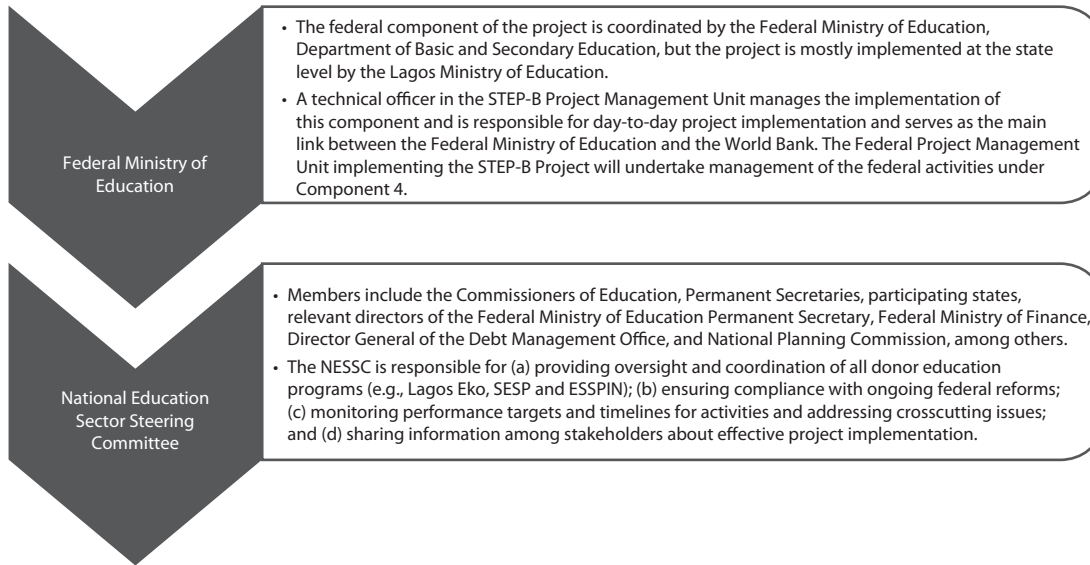 Federal Ministry of
Education
• The federal component of the project is coordinated by the Federal Ministry of Education,
Department of Basic and Secondary Education, but the project is mostly implemented at the state
level by the Lagos Ministry of Education.
• A technical officer in the STEP-B Project Management Unit manages the implementation of
this component and is responsible for day-to-day project implementation and serves as the main
link between the Federal Ministry of Education and the World Bank. The Federal Project Management
Unit implementing the STEP-B Project will undertake management of the federal activities under
Component 4.
National Education
Sector Steering
Committee
• Members include the Commissioners of Education, Permanent Secretaries, participating states,
relevant directors of the Federal Ministry of Education Permanent Secretary, Federal Ministry of Finance,
Director General of the Debt Management Office, and National Planning Commission, among others.
• The NESSC is responsible for (a) providing oversight and coordination of all donor education
programs (e.g., Lagos Eko, SESP and ESSPIN); (b) ensuring compliance with ongoing federal reforms;
(c) monitoring performance targets and timelines for activities and addressing crosscutting issues;
and (d) sharing information among stakeholders about effective project implementation.